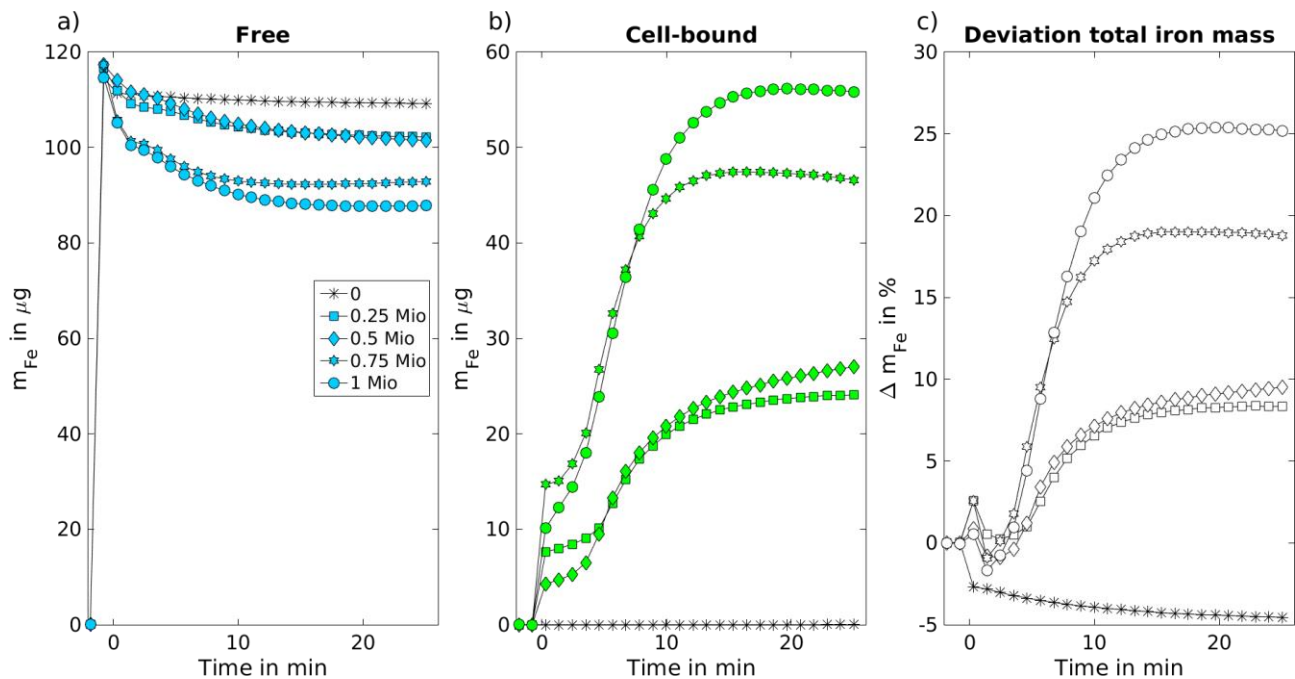 a) Free
m_Fe in μg
120
100
80
60
40
20
0
0 10 20
Time in min
0
0.25 Mio
0.5 Mio
0.75 Mio
1 Mio
b) Cell-bound
m_Fe in μg
60
50
40
30
20
10
0
0 10 20
Time in min
c) Deviation total iron mass
Δ m_Fe in %
30
25
20
15
10
5
0
-5
0 10 20
Time in min